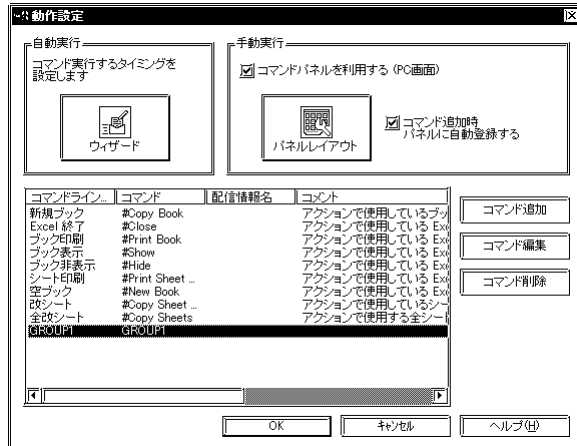 動作設定
自動実行
コマンド実行するタイミングを
設定します
ウィザード
手動実行
コマンドパネルを利用する (PC画面)
パネルレイアウト
コマンド追加時
パネルに自動登録する
コマンドライン... コマンド 配信情報名 コメント
新規ブック #Copy Book アクションで使用しているブッ
Excel 終了 #Close アクションで使用している Exc
ブック印刷 #Print Book アクションで使用している Exc
ブック表示 #Show アクションで使用している Exc
ブック非表示 #Hide アクションで使用している Exc
シート印刷 #Print Sheet ... アクションで使用している Exc
空ブック #New Book アクションで使用している Exc
改シート #Copy Sheet ... アクションで使用しているシー
全改シート #Copy Sheets アクションで使用する全シート
GROUP1 GROUP1
コマンド追加
コマンド編集
コマンド削除
OK
キャンセル
ヘルプ(H)